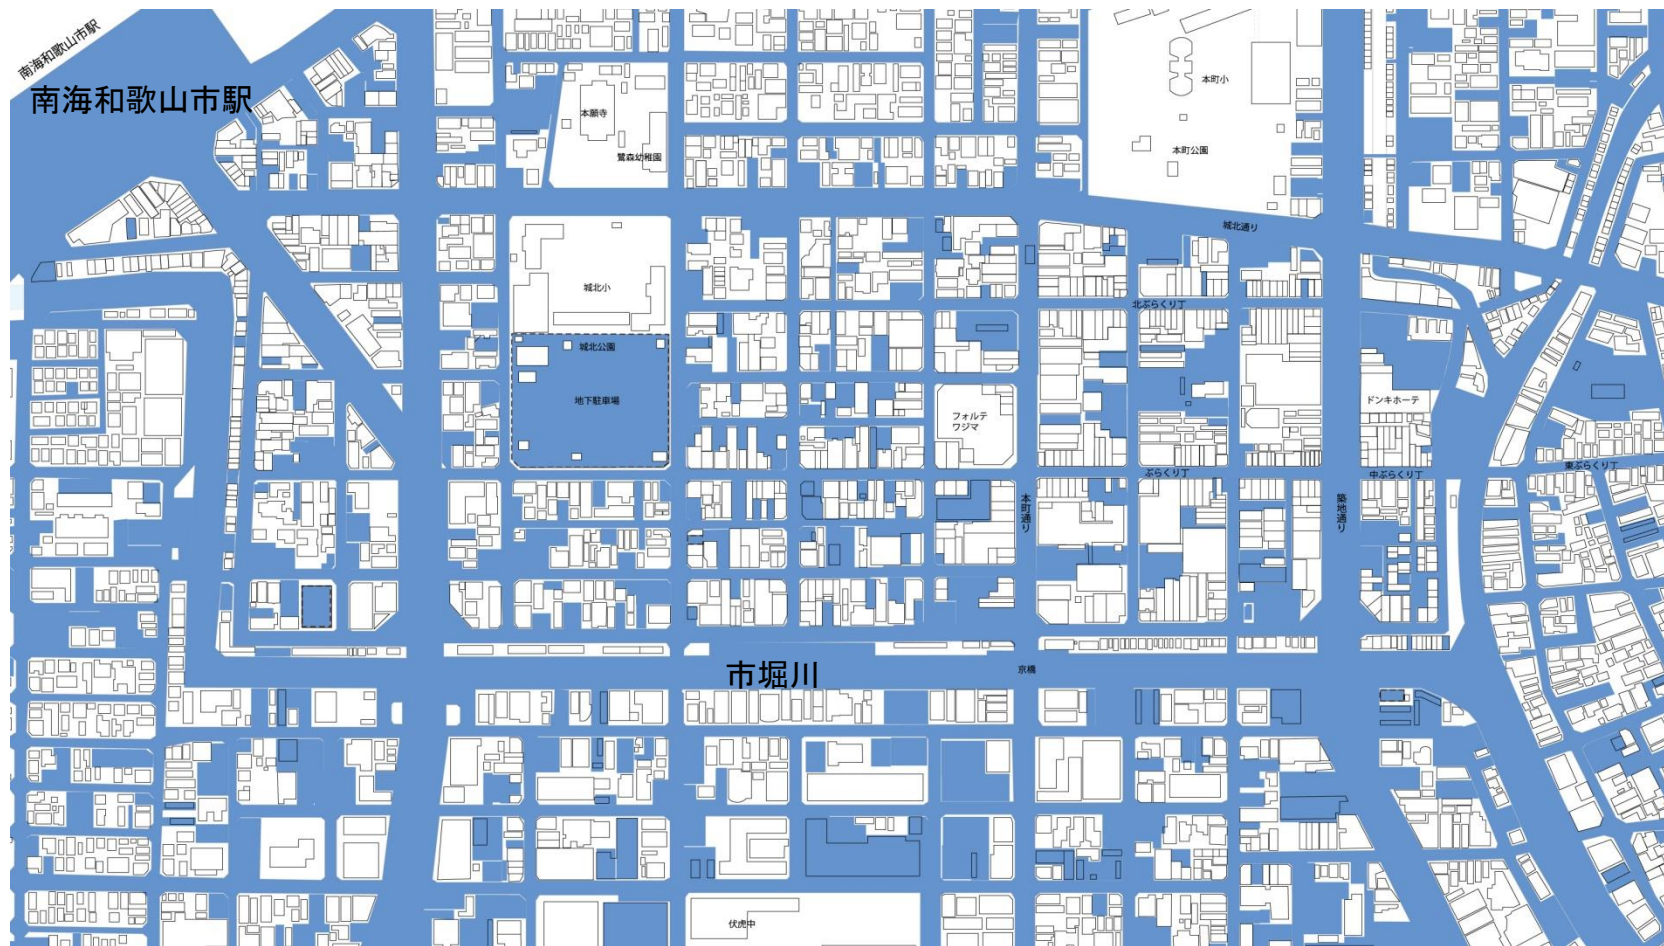 南海和歌山市駅
南海和歌山市駅
本願寺
鷺森幼稚園
本町小
本町公園
城北通り
城北小
北ぶらくり丁
城北公園
地下駐車場
フォルテ
ワジマ
ドンキホーテ
ぶらくり丁
中ぶらくり丁
東ぶらくり丁
本町通り
築地通り
市堀川
京橋
伏虎中